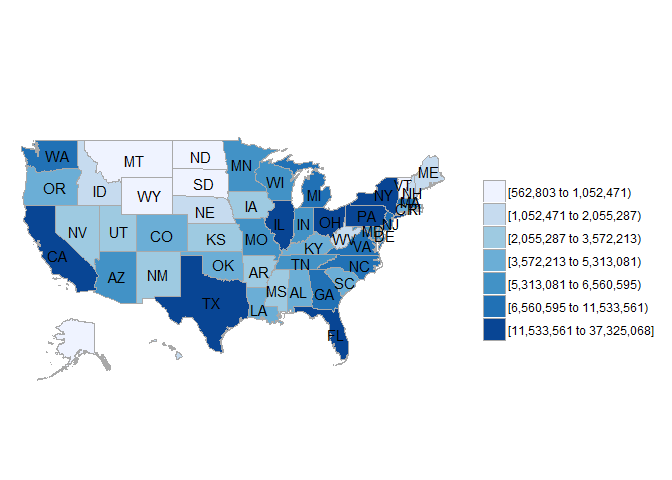 WA
MT
ND
MN
OR
ID
WY
SD
WI
MI
NY
VT
NH
ME
MA
CT
RI
NV
UT
NE
IA
IL
IN
OH
PA
NJ
CA
CO
KS
MO
KY
WV
VA
MD
DE
AZ
NM
OK
AR
TN
NC
TX
LA
MS
AL
GA
SC
FL
[562,803 to 1,052,471)
[1,052,471 to 2,055,287)
[2,055,287 to 3,572,213)
[3,572,213 to 5,313,081)
[5,313,081 to 6,560,595)
[6,560,595 to 11,533,561)
[11,533,561 to 37,325,068]